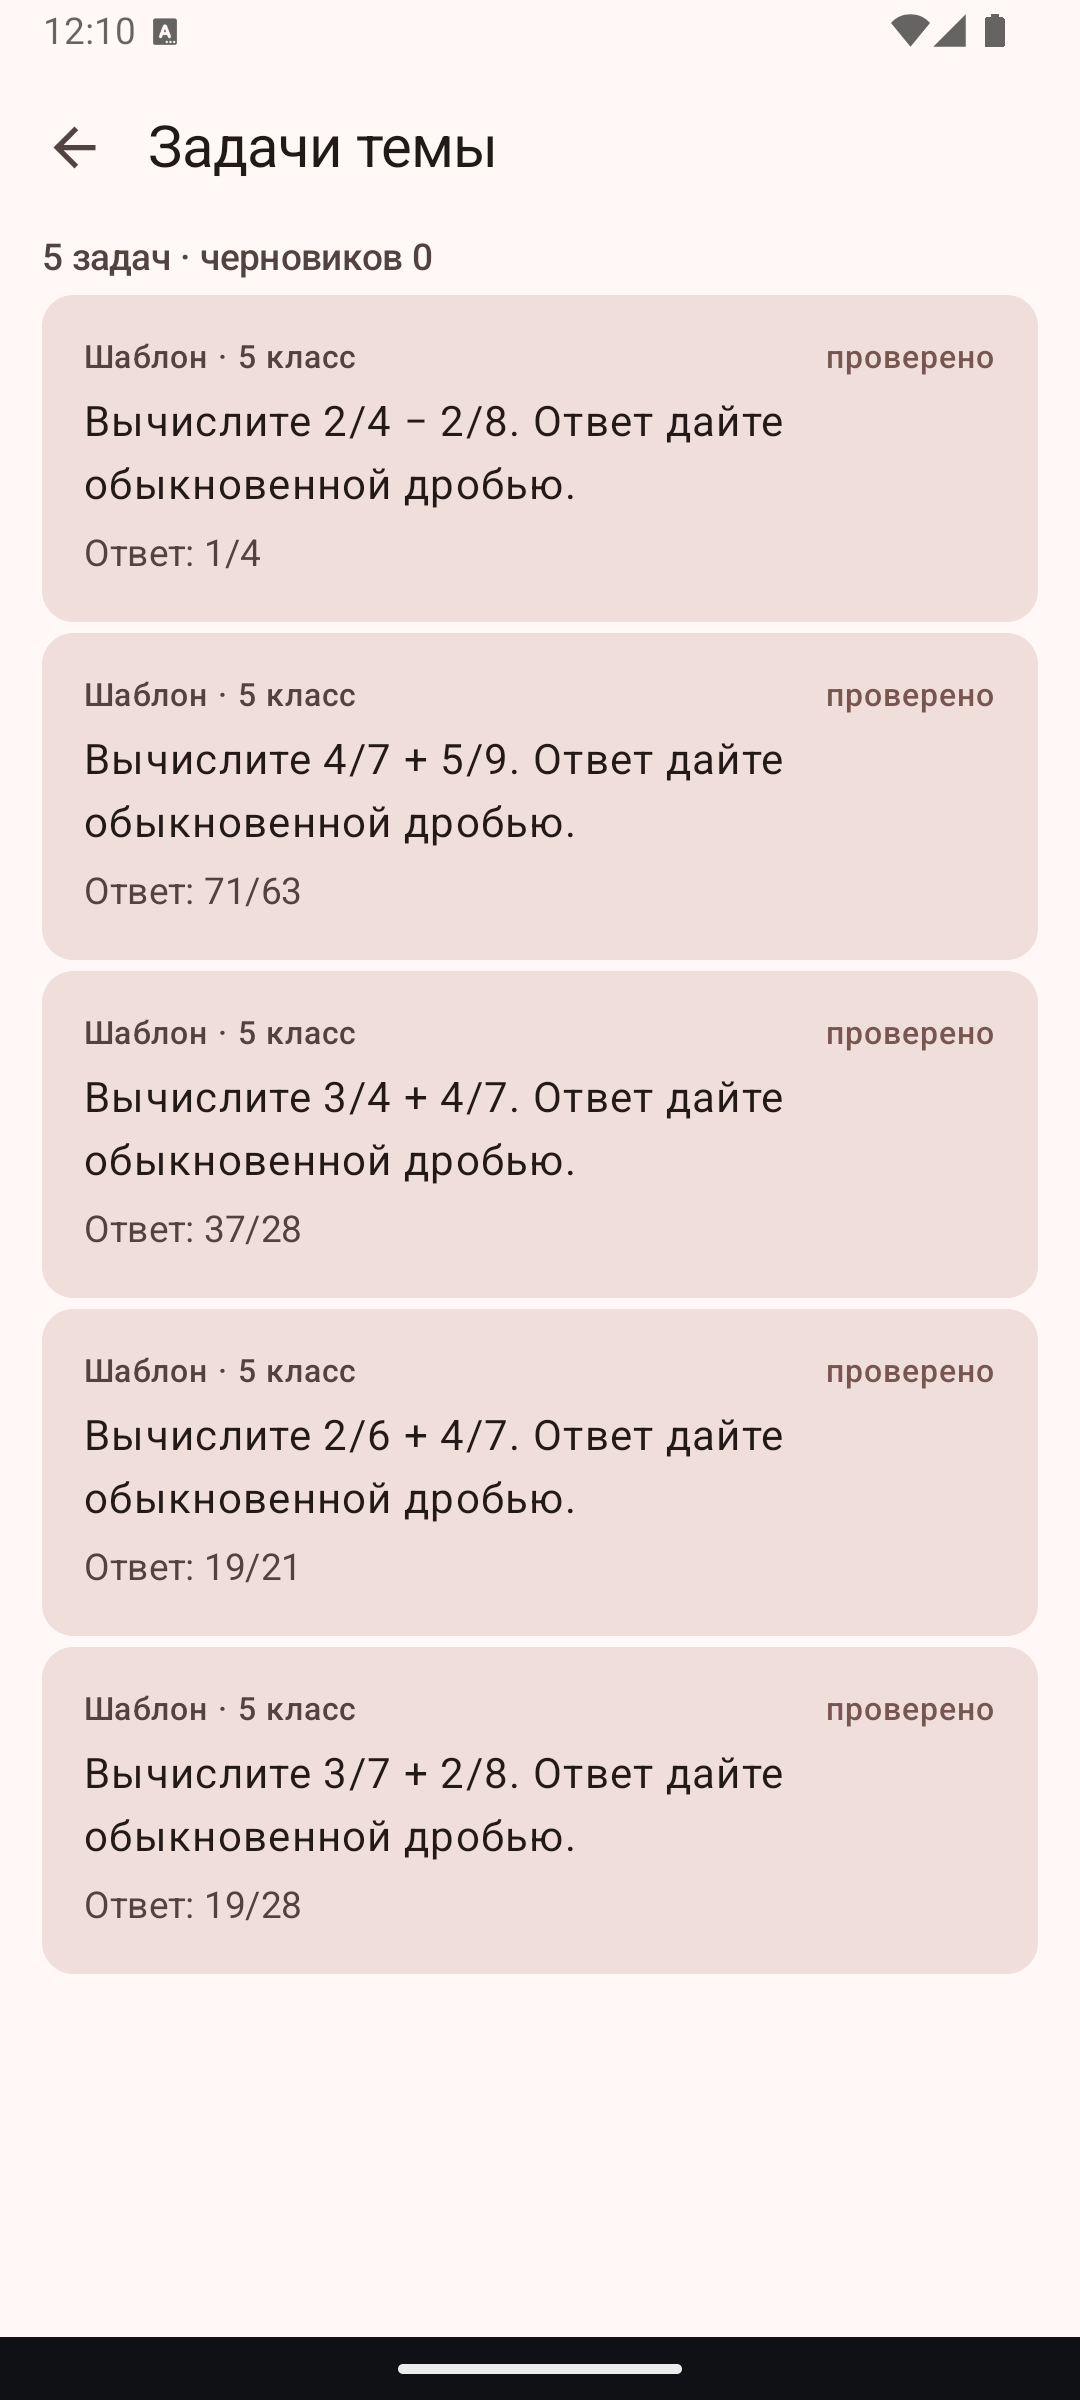 12:10
Задачи темы
5 задач · черновиков 0
Шаблон · 5 класс проверено
Вычислите 2/4 − 2/8. Ответ дайте
обыкновенной дробью.
Ответ: 1/4
Шаблон · 5 класс проверено
Вычислите 4/7 + 5/9. Ответ дайте
обыкновенной дробью.
Ответ: 71/63
Шаблон · 5 класс проверено
Вычислите 3/4 + 4/7. Ответ дайте
обыкновенной дробью.
Ответ: 37/28
Шаблон · 5 класс проверено
Вычислите 2/6 + 4/7. Ответ дайте
обыкновенной дробью.
Ответ: 19/21
Шаблон · 5 класс проверено
Вычислите 3/7 + 2/8. Ответ дайте
обыкновенной дробью.
Ответ: 19/28